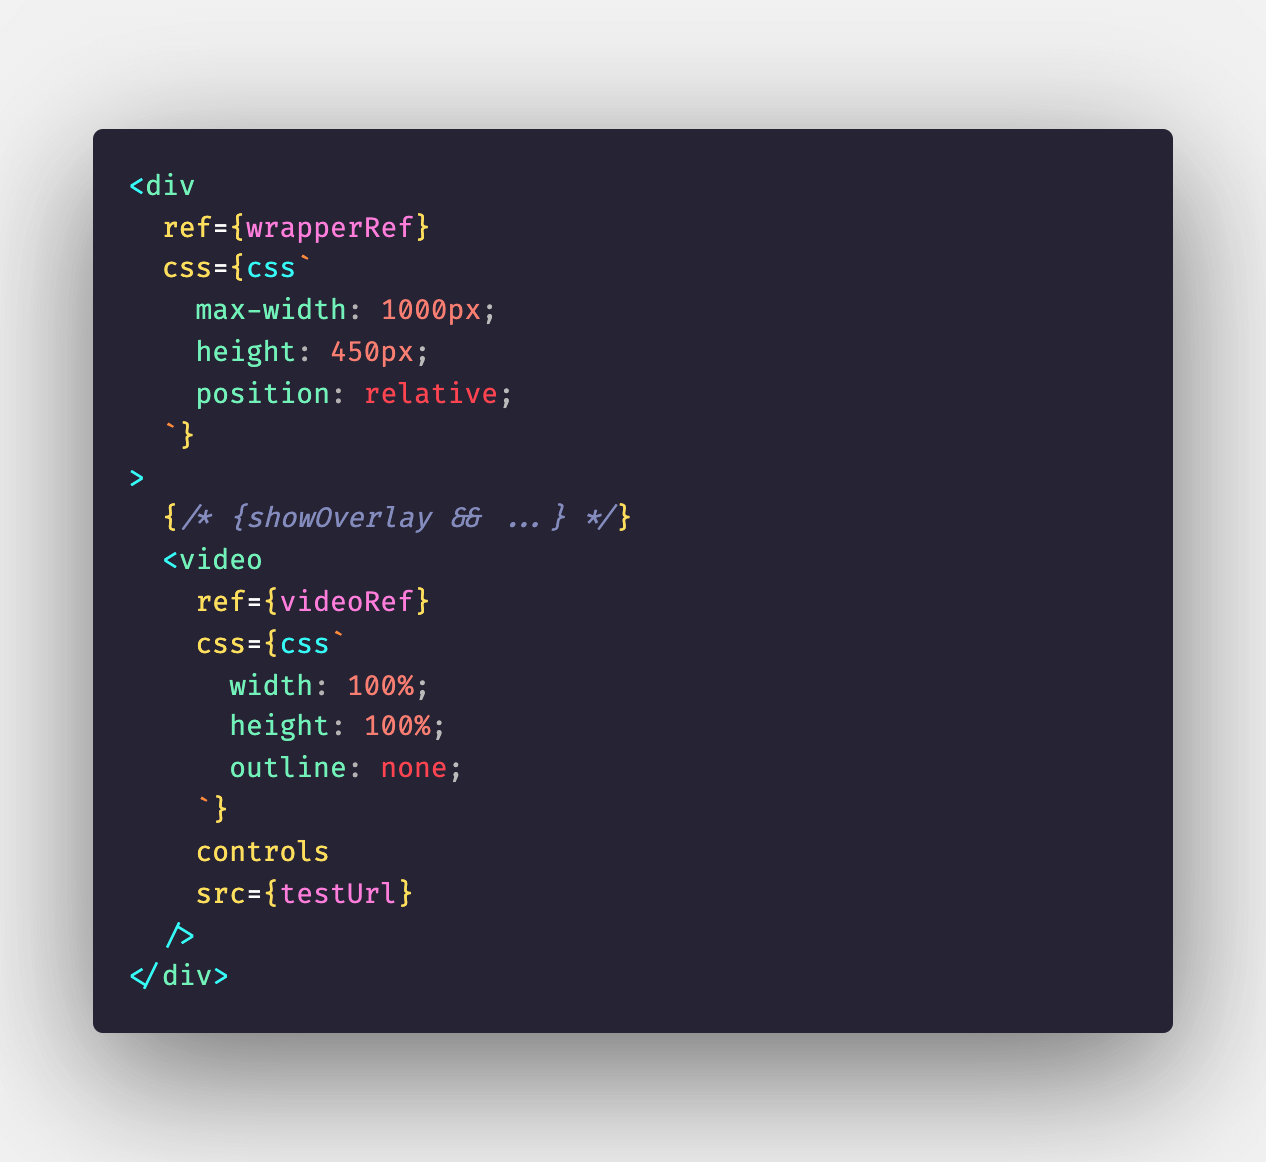 <div
  ref={wrapperRef}
  css={css`
    max-width: 1000px;
    height: 450px;
    position: relative;
  `}
>
  {/* {showOverlay && ...} */}
  <video
    ref={videoRef}
    css={css`
      width: 100%;
      height: 100%;
      outline: none;
    `}
    controls
    src={testUrl}
  />
</div>